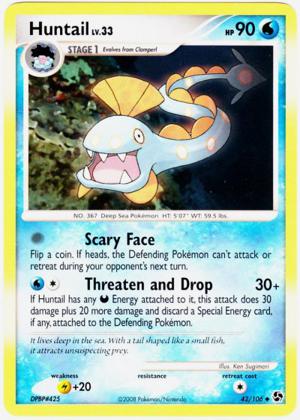 Huntail LV.33
HP 90
STAGE 1 Evolves from Clamperl
NO. 367 Deep Sea Pokémon HT: 5'07" WT: 59.5 lbs.
Scary Face
Flip a coin. If heads, the Defending Pokémon can't attack or
retreat during your opponent's next turn.
Threaten and Drop 30+
If Huntail has any Energy attached to it, this attack does 30
damage plus 20 more damage and discard a Special Energy card,
if any, attached to the Defending Pokémon.
It lives deep in the sea. With a tail shaped like a small
fish, it attracts its unsuspecting prey.
Illus. Ken Sugimori
weakness resistance retreat cost
+20
DPBP#425 ©2008 Pokémon/Nintendo 42/106